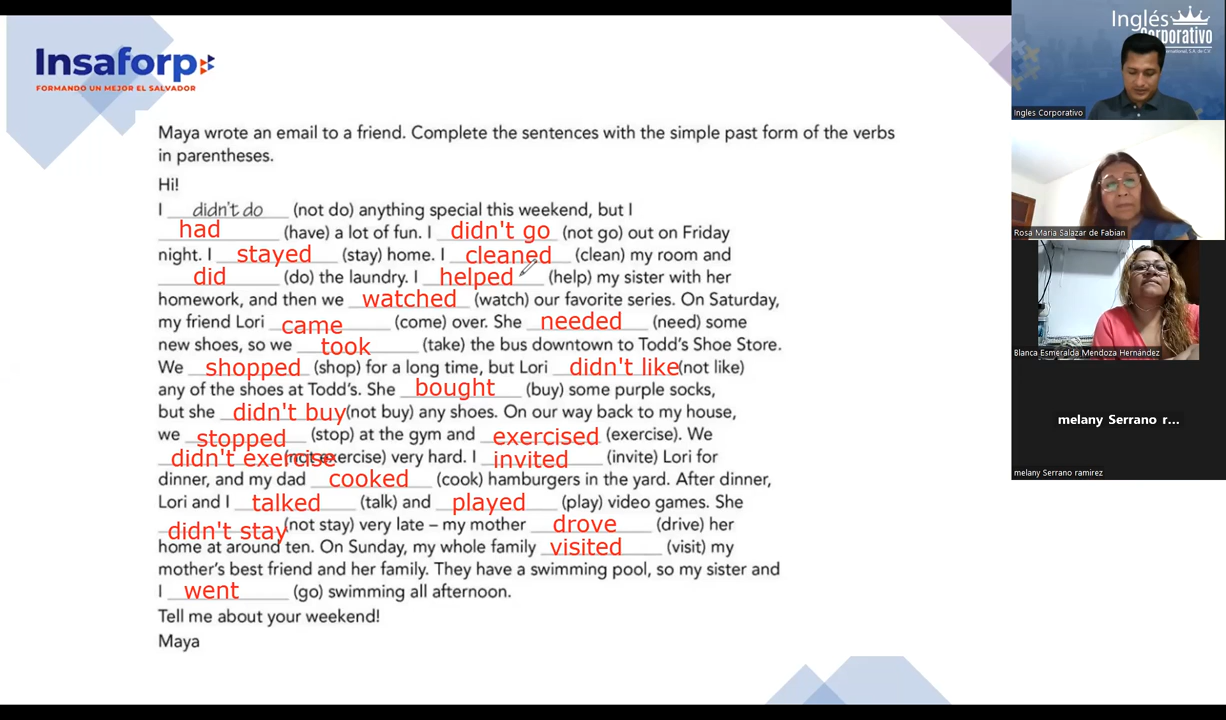 Insaforp
FORMANDO UN MEJOR EL SALVADOR
Maya wrote an email to a friend. Complete the sentences with the simple past form of the verbs
in parentheses.
Hi!
I didn't do (not do) anything special this weekend, but I
had (have) a lot of fun. I didn't go (not go) out on Friday
night. I stayed (stay) home. I cleaned (clean) my room and
did (do) the laundry. I helped (help) my sister with her
homework, and then we watched (watch) our favorite series. On Saturday,
my friend Lori came (come) over. She needed (need) some
new shoes, so we took (take) the bus downtown to Todd's Shoe Store.
We shopped (shop) for a long time, but Lori didn't like (not like)
any of the shoes at Todd's. She bought (buy) some purple socks,
but she didn't buy (not buy) any shoes. On our way back to my house,
we stopped (stop) at the gym and exercised (exercise). We
didn't exercise (not exercise) very hard. I invited (invite) Lori for
dinner, and my dad cooked (cook) hamburgers in the yard. After dinner,
Lori and I talked (talk) and played (play) video games. She
didn't stay (not stay) very late – my mother drove (drive) her
home at around ten. On Sunday, my whole family visited (visit) my
mother's best friend and her family. They have a swimming pool, so my sister and
I went (go) swimming all afternoon.
Tell me about your weekend!
Maya
Inglés
Corporativo
Ingles Corporativo
Rosa Maria Salazar de Fabian
Blanca Esmeralda Mendoza Hernández
melany Serrano r...
melany Serrano ramirez